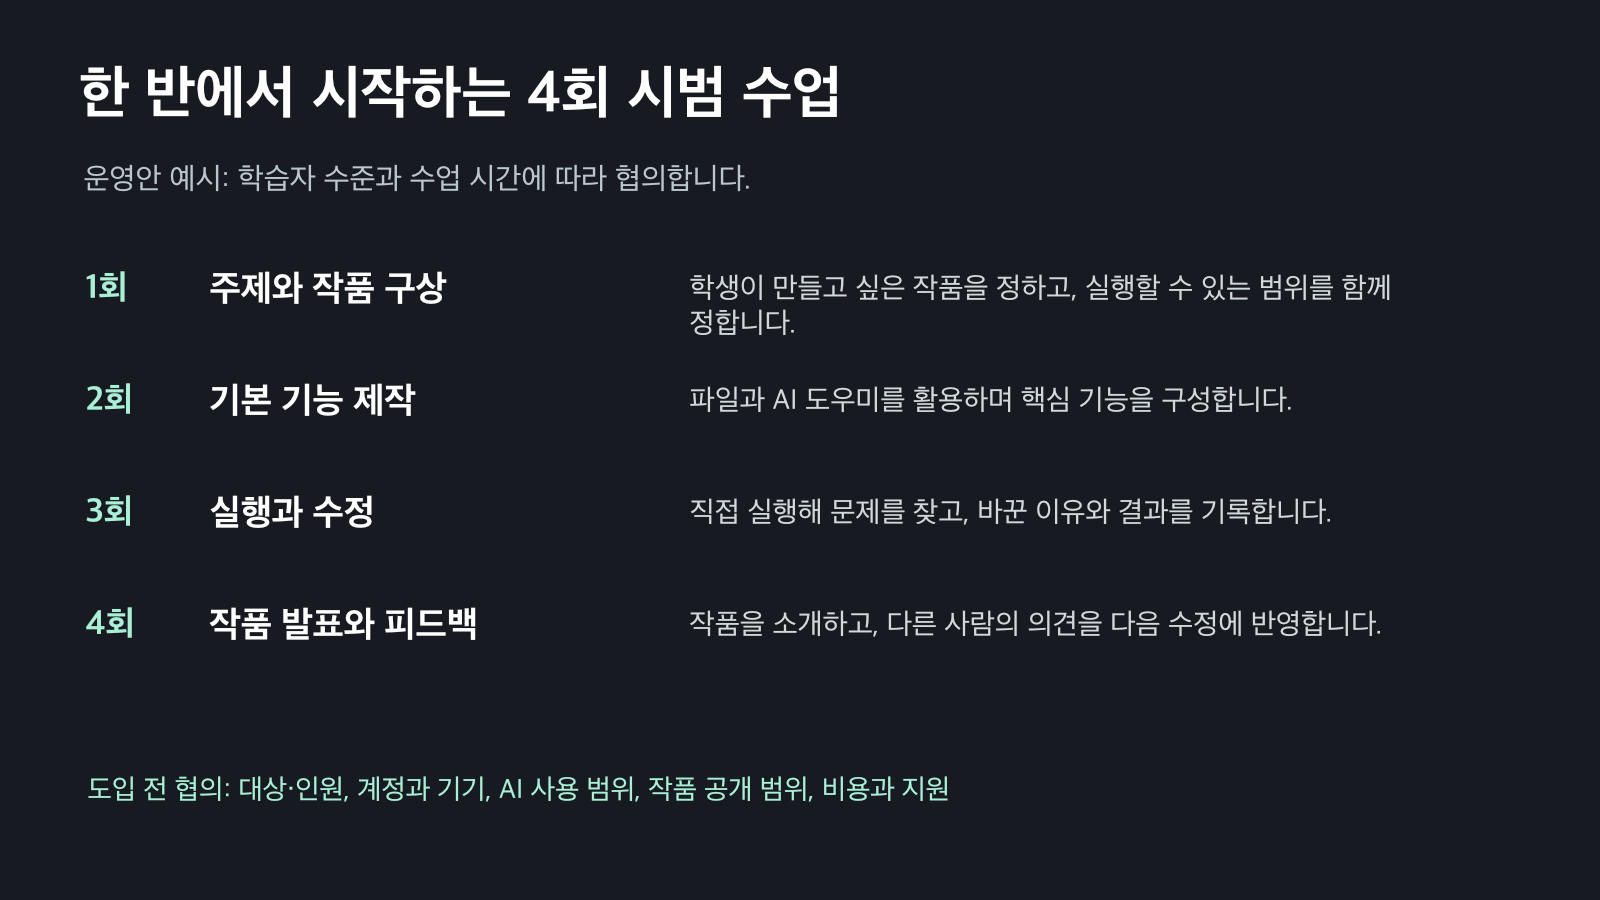 한 반에서 시작하는 4회 시범 수업
운영안 예시: 학습자 수준과 수업 시간에 따라 협의합니다.
1회 주제와 작품 구상 학생이 만들고 싶은 작품을 정하고, 실행할 수 있는 범위를 함께
정합니다.
2회 기본 기능 제작 파일과 AI 도우미를 활용하며 핵심 기능을 구성합니다.
3회 실행과 수정 직접 실행해 문제를 찾고, 바꾼 이유와 결과를 기록합니다.
4회 작품 발표와 피드백 작품을 소개하고, 다른 사람의 의견을 다음 수정에 반영합니다.
도입 전 협의: 대상·인원, 계정과 기기, AI 사용 범위, 작품 공개 범위, 비용과 지원